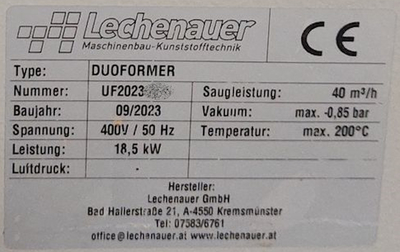 Lechenauer
Maschinenbau-Kunststofftechnik
CE
Type: DUOFORMER
Nummer: UF2023 Saugleistung: 40 m³/h
Baujahr: 09/2023 Vakuum: max. -0,85 bar
Spannung: 400V / 50 Hz Temperatur: max. 200°C
Leistung: 18,5 kW
Luftdruck: -
Hersteller:
Lechenauer GmbH
Bad Hallerstraße 21, A-4550 Kremsmünster
Tel: 07583/6761
office@lechenauer.at www.lechenauer.at